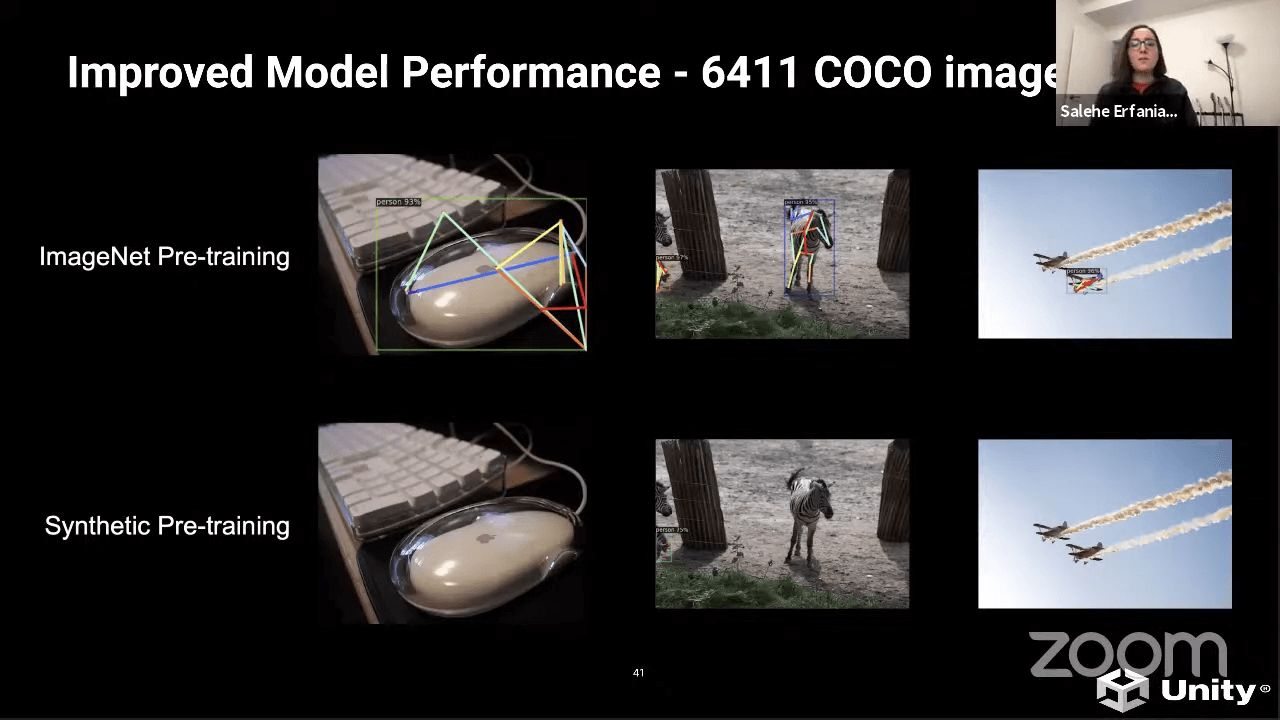 Improved Model Performance - 6411 COCO image
Salehe Erfania...
ImageNet Pre-training
person 93%
person 95%
person 97%
person 96%
Synthetic Pre-training
person 75%
41
zoom
Unity®